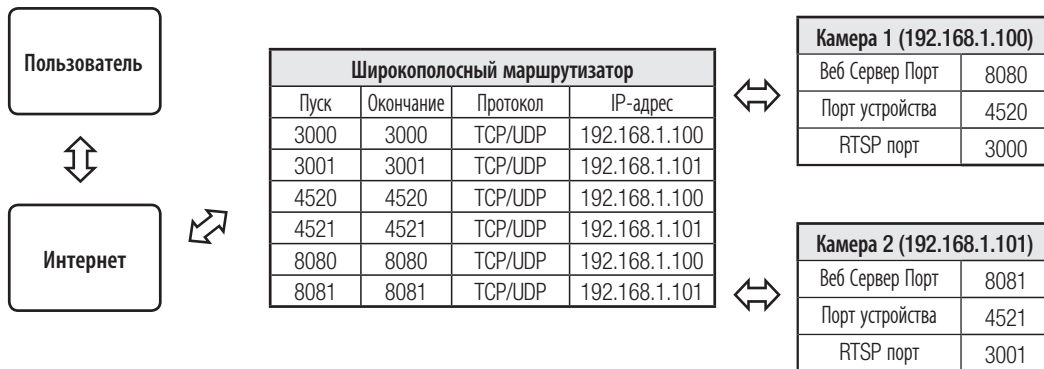 Пользователь
Интернет
Широкополосный маршрутизатор
Пуск Окончание Протокол IP-адрес
3000 3000 TCP/UDP 192.168.1.100
3001 3001 TCP/UDP 192.168.1.101
4520 4520 TCP/UDP 192.168.1.100
4521 4521 TCP/UDP 192.168.1.101
8080 8080 TCP/UDP 192.168.1.100
8081 8081 TCP/UDP 192.168.1.101
Камера 1 (192.168.1.100)
Веб Сервер Порт 8080
Порт устройства 4520
RTSP порт 3000
Камера 2 (192.168.1.101)
Веб Сервер Порт 8081
Порт устройства 4521
RTSP порт 3001